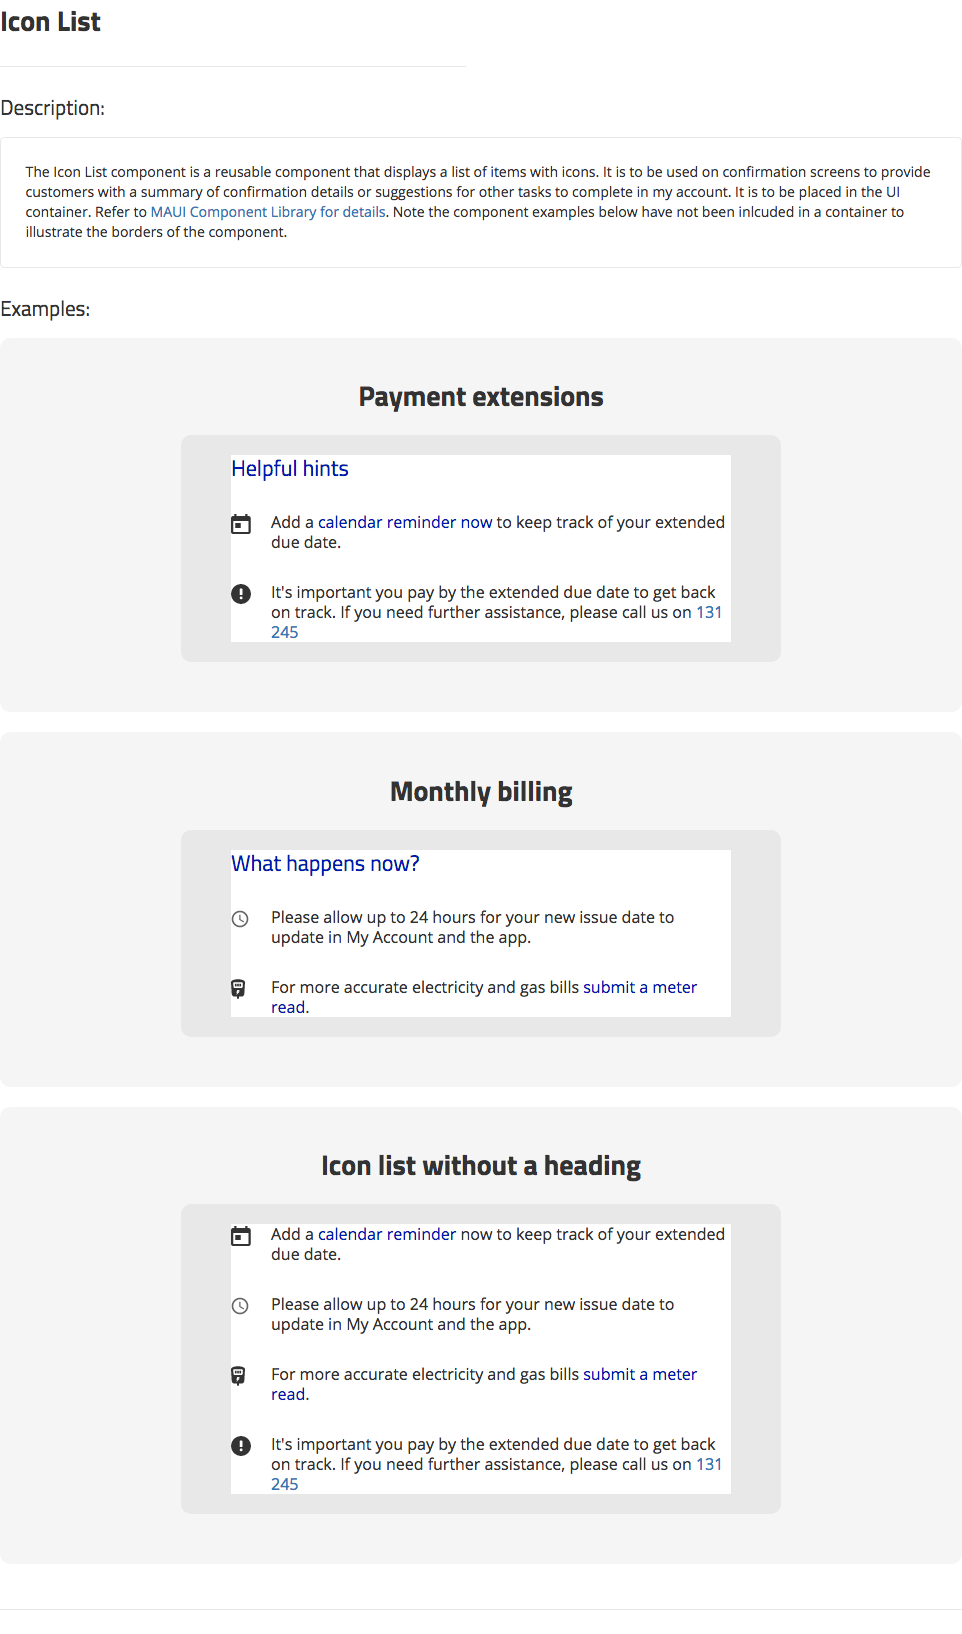 Icon List
Description:
The Icon List component is a reusable component that displays a list of items with icons. It is to be used on confirmation screens to provide
customers with a summary of confirmation details or suggestions for other tasks to complete in my account. It is to be placed in the UI
container. Refer to MAUI Component Library for details. Note the component examples below have not been inlcuded in a container to
illustrate the borders of the component.
Examples:
Payment extensions
Helpful hints
Add a calendar reminder now to keep track of your extended
due date.
It's important you pay by the extended due date to get back
on track. If you need further assistance, please call us on 131
245
Monthly billing
What happens now?
Please allow up to 24 hours for your new issue date to
update in My Account and the app.
For more accurate electricity and gas bills submit a meter
read.
Icon list without a heading
Add a calendar reminder now to keep track of your extended
due date.
Please allow up to 24 hours for your new issue date to
update in My Account and the app.
For more accurate electricity and gas bills submit a meter
read.
It's important you pay by the extended due date to get back
on track. If you need further assistance, please call us on 131
245